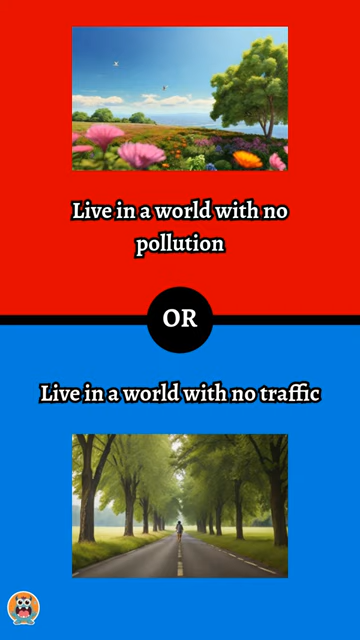 Live in a world with no
pollution
OR
Live in a world with no traffic